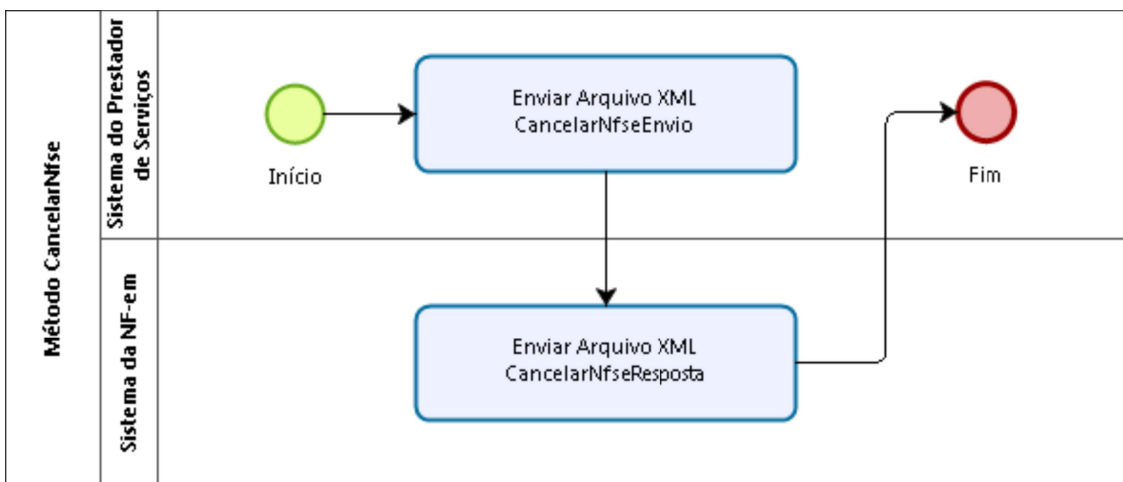 Método CancelarNfse
Sistema do Prestador
de Serviços
Início
Enviar Arquivo XML
CancelarNfseEnvio
Fim
Sistema da NF-em
Enviar Arquivo XML
CancelarNfseResposta